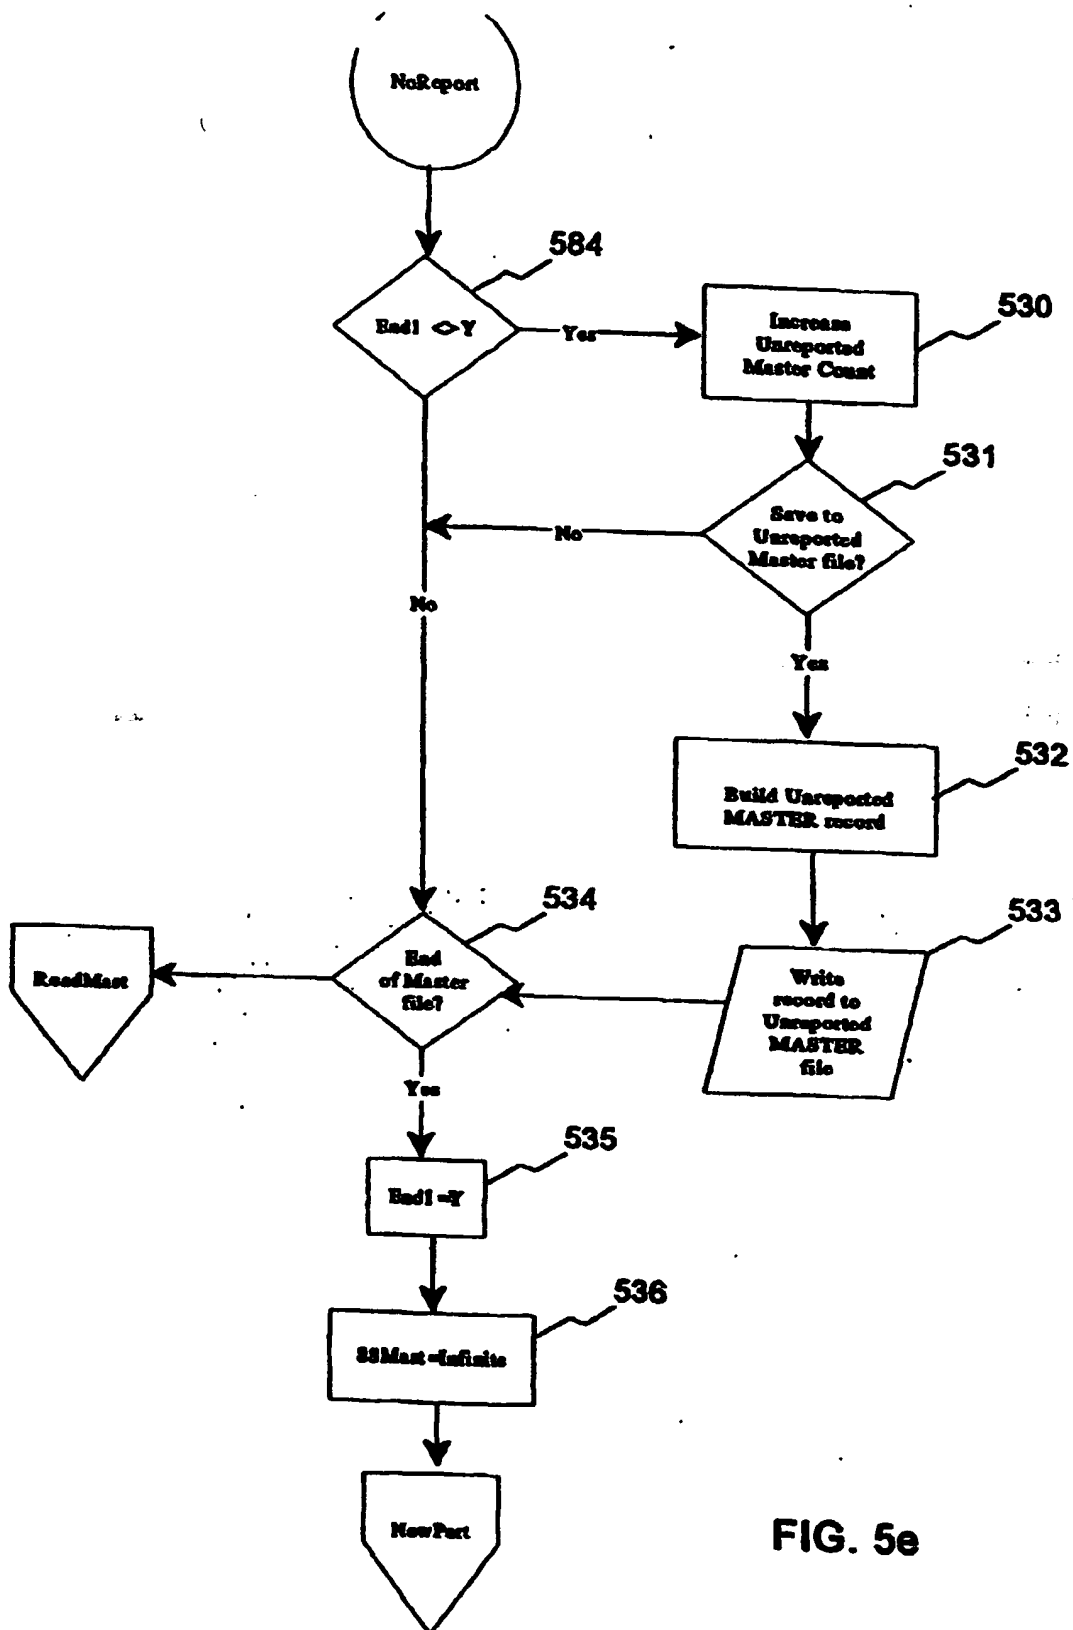 NoReport
584
End1 <> Y
Yes
530
Increase
Unreported
Master Count
531
Save to
Unreported
Master file?
No
No
Yes
532
Build Unreported
MASTER record
534
533
End
of Master
file?
ReadMast
Write
record to
Unreported
MASTER
file
Yes
535
End1 =Y
536
SSMast =Infinite
NewPart
FIG. 5e